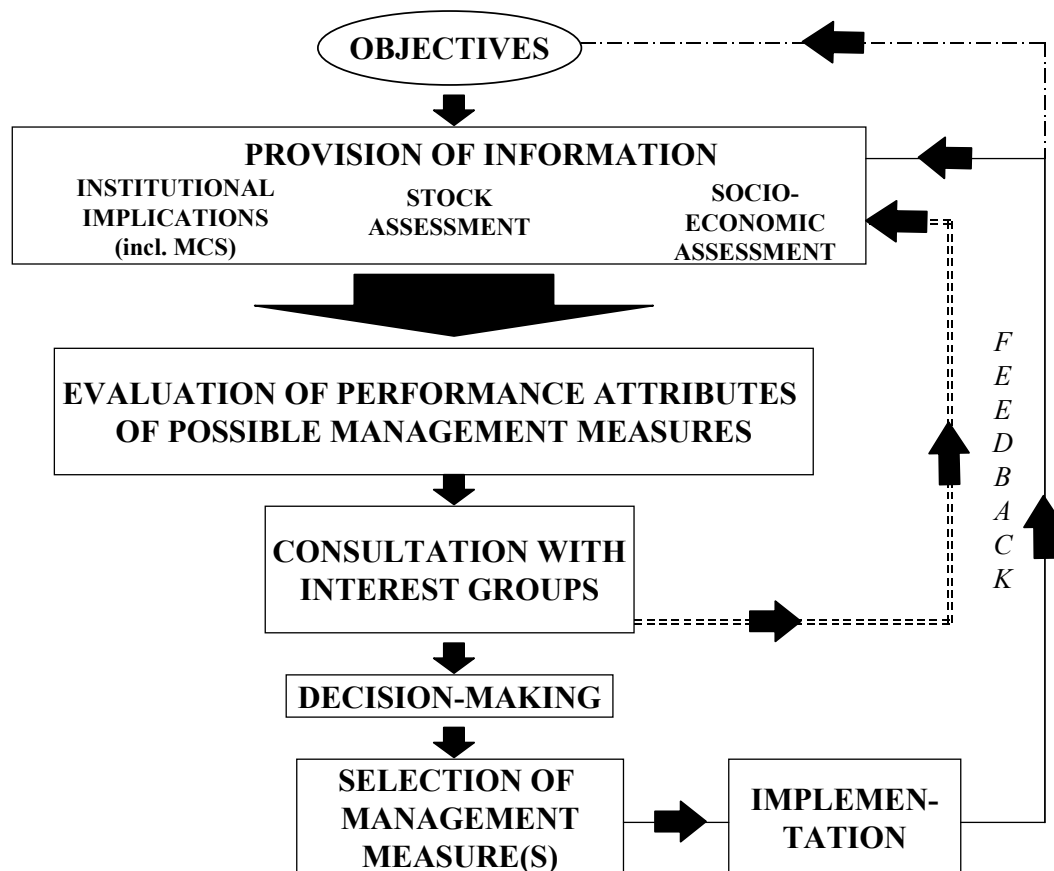 OBJECTIVES
PROVISION OF INFORMATION
INSTITUTIONAL
IMPLICATIONS
(incl. MCS)
STOCK
ASSESSMENT
SOCIO-
ECONOMIC
ASSESSMENT
EVALUATION OF PERFORMANCE ATTRIBUTES
OF POSSIBLE MANAGEMENT MEASURES
CONSULTATION WITH
INTEREST GROUPS
DECISION-MAKING
SELECTION OF
MANAGEMENT
MEASURE(S)
IMPLEMEN-
TATION
F
E
E
D
B
A
C
K